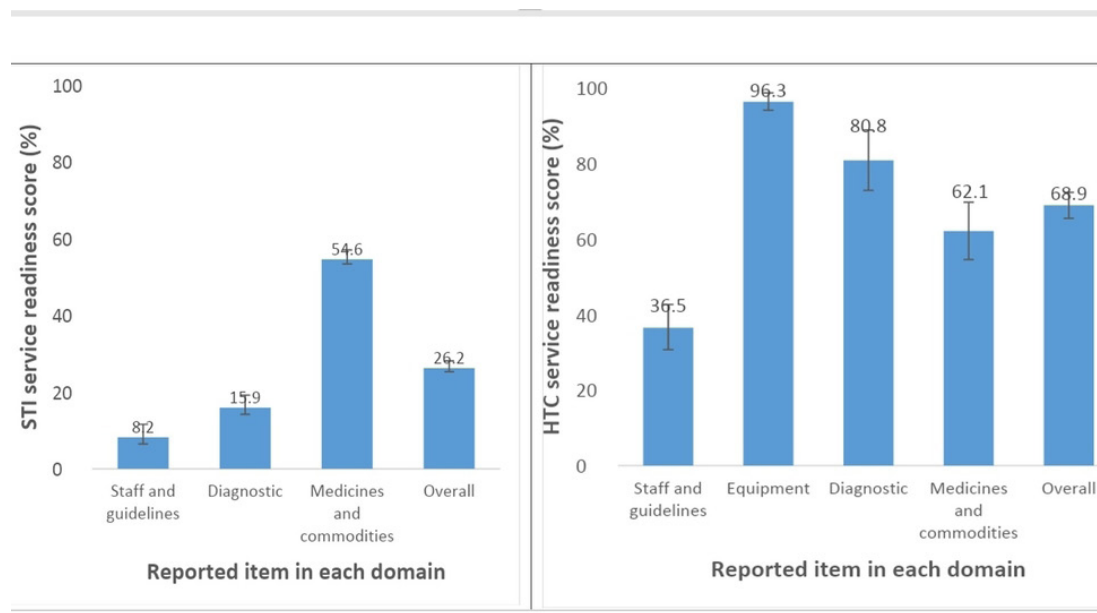 STI service readiness score (%)
100
80
60
40
20
0
8.2
15.9
54.6
26.2
Staff and
guidelines
Diagnostic
Medicines
and
commodities
Overall
Reported item in each domain
HTC service readiness score (%)
100
80
60
40
20
0
36.5
96.3
80.8
62.1
68.9
Staff and
guidelines
Equipment
Diagnostic
Medicines
and
commodities
Overall
Reported item in each domain